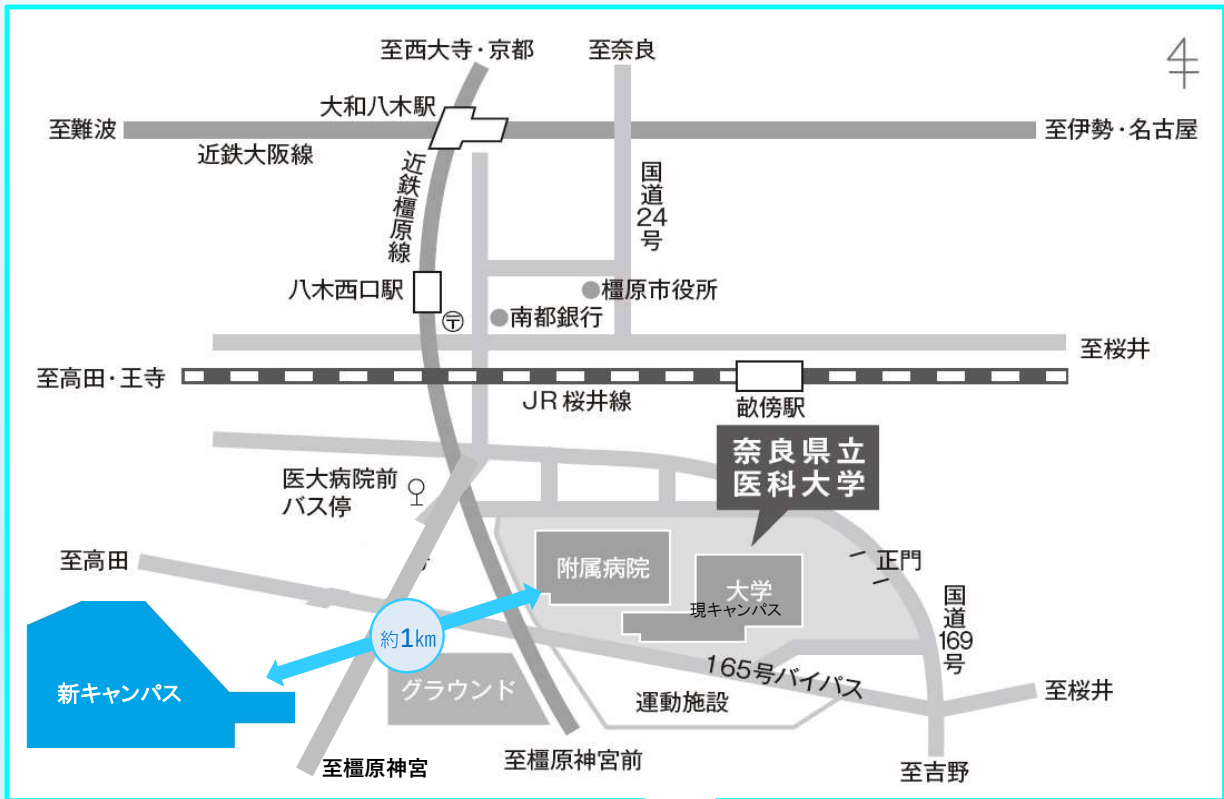 至西大寺・京都
至奈良
大和八木駅
至難波
至伊勢・名古屋
近鉄大阪線
近鉄橿原線
国道24号
八木西口駅
橿原市役所
〒
南都銀行
至桜井
至高田・王寺
JR桜井線
畝傍駅
奈良県立
医科大学
医大病院前
バス停
至高田
附属病院
大学
現キャンパス
正門
国道169号
約1km
新キャンパス
グラウンド
165号バイパス
運動施設
至桜井
至橿原神宮
至橿原神宮前
至吉野